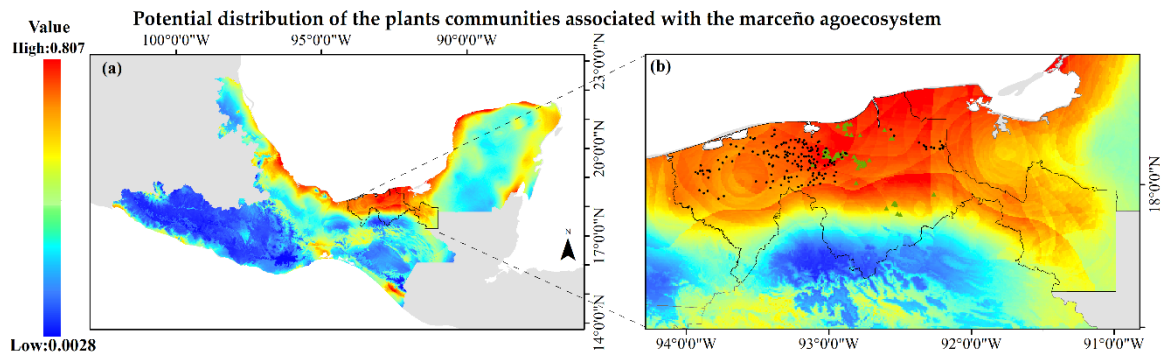 Potential distribution of the plants communities associated with the marceño agoecosystem
Value
High:0.807
Low:0.0028
100°0'0"W 95°0'0"W 90°0'0"W
(a)
23°0'0"N
20°0'0"N
17°0'0"N
14°0'0"N
N
(b)
18°0'0"N
94°0'0"W 93°0'0"W 92°0'0"W 91°0'0"W